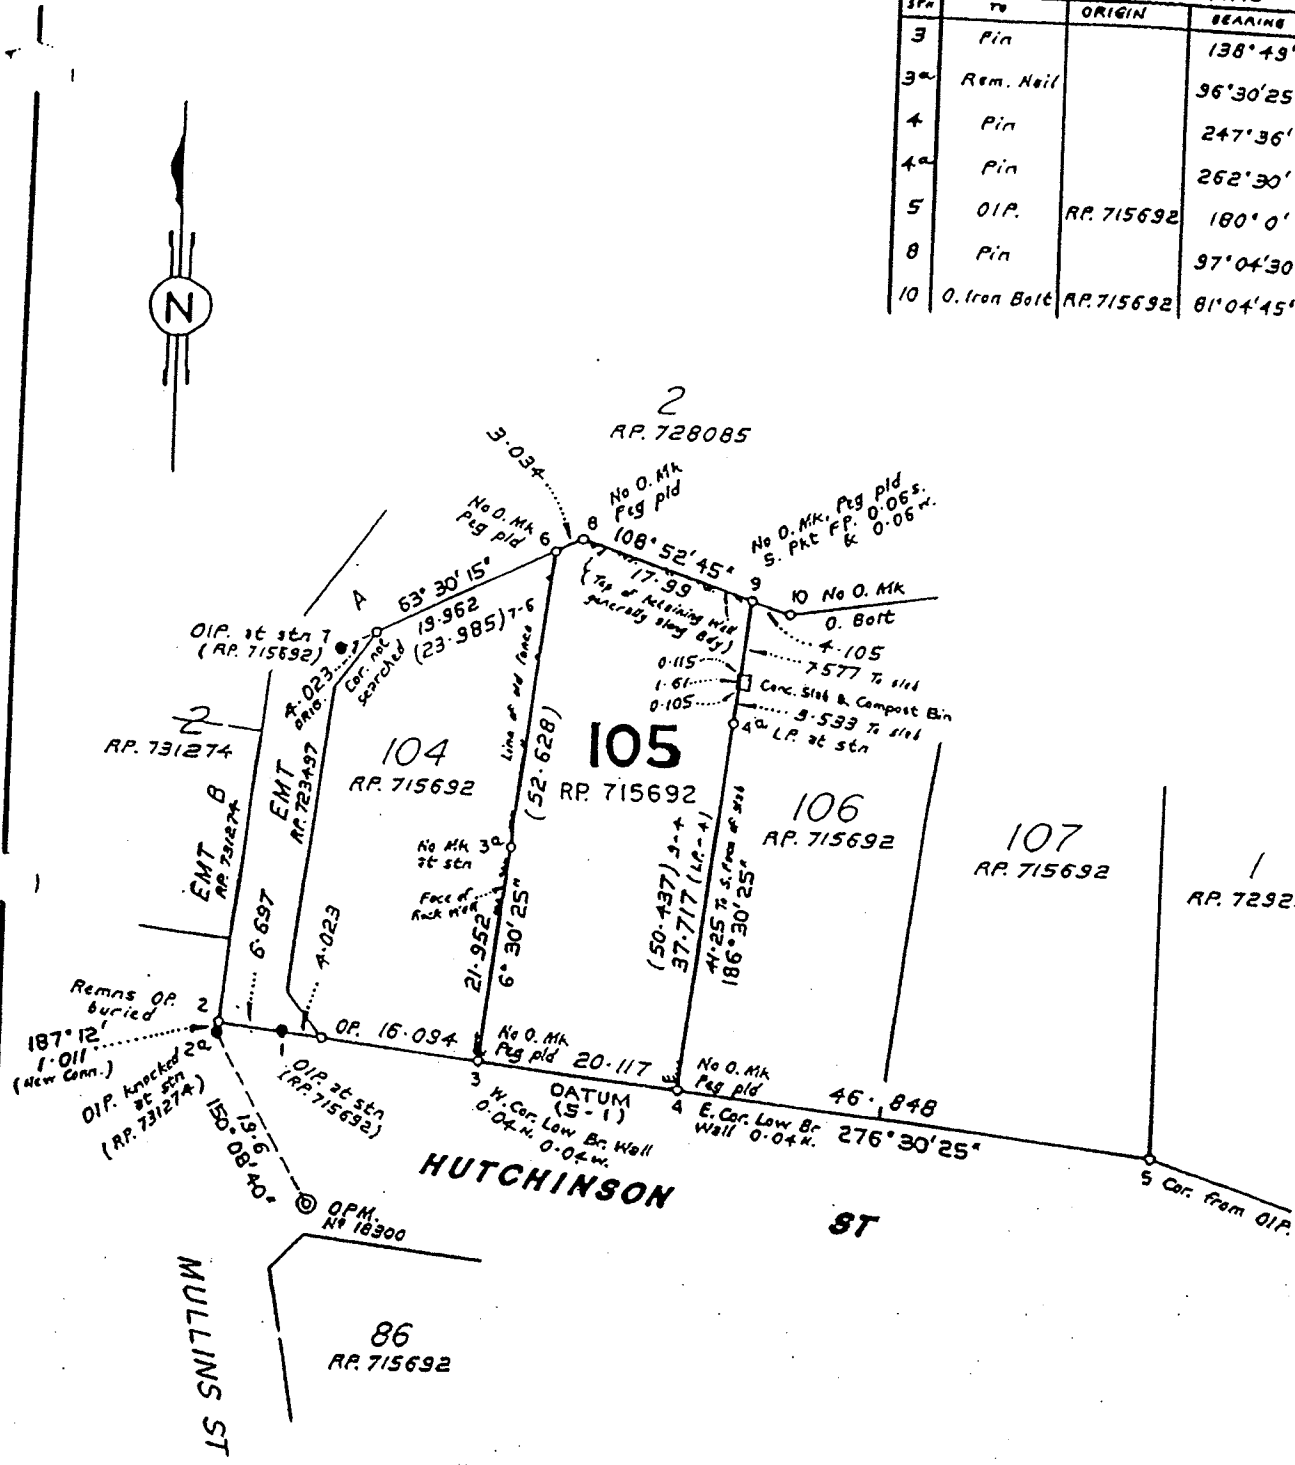 STN TO ORIGIN BEARING
3 Pin 138°49'
3a Rem. Nail 96°30'25
4 Pin 247°36'
4a Pin 262°30'
5 OIP. RP. 715692 180°0'
8 Pin 97°04'30
10 O. Iron Bolt RP. 715692 81°04'45"
N
2
RP. 728085
3·034
No O. Mk
Peg pld
6
8
No O. Mk
Peg pld
108° 52' 45"
17·99
(Top of Retaining Wall
generally along Bdy)
No O. Mk, Peg pld
S. Pkt FP. 0.06 s.
& 0.06 w.
9
10 No O. Mk
O. Bolt
4·105
7·577 To slab
Conc. Slab & Compost Bin
9·533 To slab
0·115
1·61
0·105
4a
LP. at stn
A
63° 30' 15"
19·962
(23·985) 7-6
OIP. at stn 7
(RP. 715692)
4·023
ORIG.
Cor. not
searched
2
RP. 731274
EMT B
RP. 731274
EMT
RP. 723497
104
RP. 715692
Line of old fence
(52·628)
105
RP. 715692
106
RP. 715692
107
RP. 715692
1
RP. 7292
No Mk
at stn
3a
Face of
Rock Wall
21·952
6° 30' 25"
(50·437) 9-4
37·717 (LP.-4)
41·25 To S. Face of slab
186° 30' 25"
6·697
4·023
Remns OP.
buried
2
187° 12'
1·011
(New Conn.)
2a
OIP. knocked
at stn
(RP. 731274)
1
OIP. at stn
(RP. 715692)
OP. 16·094
No O. Mk
Peg pld
3
W. Cor. Low Br. Wall
0·04 N. 0·04 w.
20·117
DATUM
(5-1)
No O. Mk
Peg pld
4
E. Cor. Low Br
Wall 0·04 N.
46·848
276° 30' 25"
5 Cor. from OIP.
19·6
150° 08' 40"
OPM.
Nº 18300
HUTCHINSON ST
MULLINS ST
86
RP. 715692